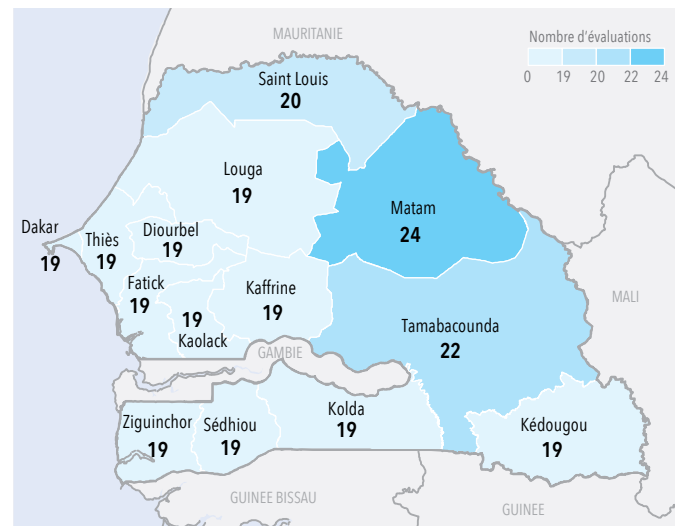 MAURITANIE
Nombre d'évaluations
0 19 20 22 24
Saint Louis
20
Louga
19
Matam
24
Dakar
19
Thiès
19
Diourbel
19
Fatick
19
19
Kaolack
Kaffrine
19
MALI
Tamabacounda
22
GAMBIE
Ziguinchor
19
Sédhiou
19
Kolda
19
Kédougou
19
GUINEE BISSAU
GUINEE